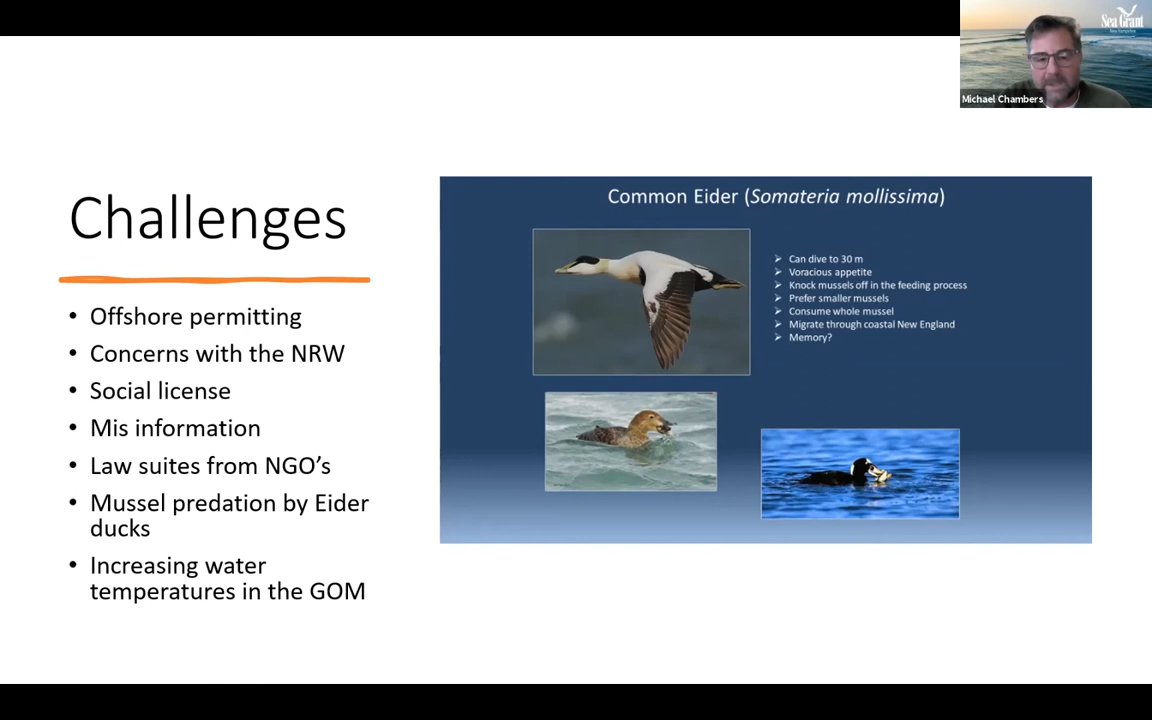 Sea Grant
New Hampshire
Michael Chambers
Challenges
• Offshore permitting
• Concerns with the NRW
• Social license
• Mis information
• Law suites from NGO's
• Mussel predation by Eider
ducks
• Increasing water
temperatures in the GOM
Common Eider (Somateria mollissima)
➢ Can dive to 30 m
➢ Voracious appetite
➢ Knock mussels off in the feeding process
➢ Prefer smaller mussels
➢ Consume whole mussel
➢ Migrate through coastal New England
➢ Memory?